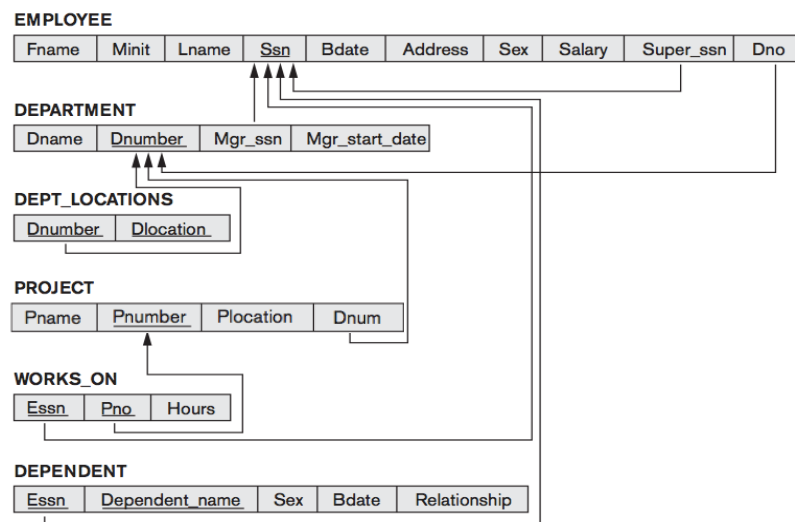 EMPLOYEE
Fname Minit Lname Ssn Bdate Address Sex Salary Super_ssn Dno
DEPARTMENT
Dname Dnumber Mgr_ssn Mgr_start_date
DEPT_LOCATIONS
Dnumber Dlocation
PROJECT
Pname Pnumber Plocation Dnum
WORKS_ON
Essn Pno Hours
DEPENDENT
Essn Dependent_name Sex Bdate Relationship